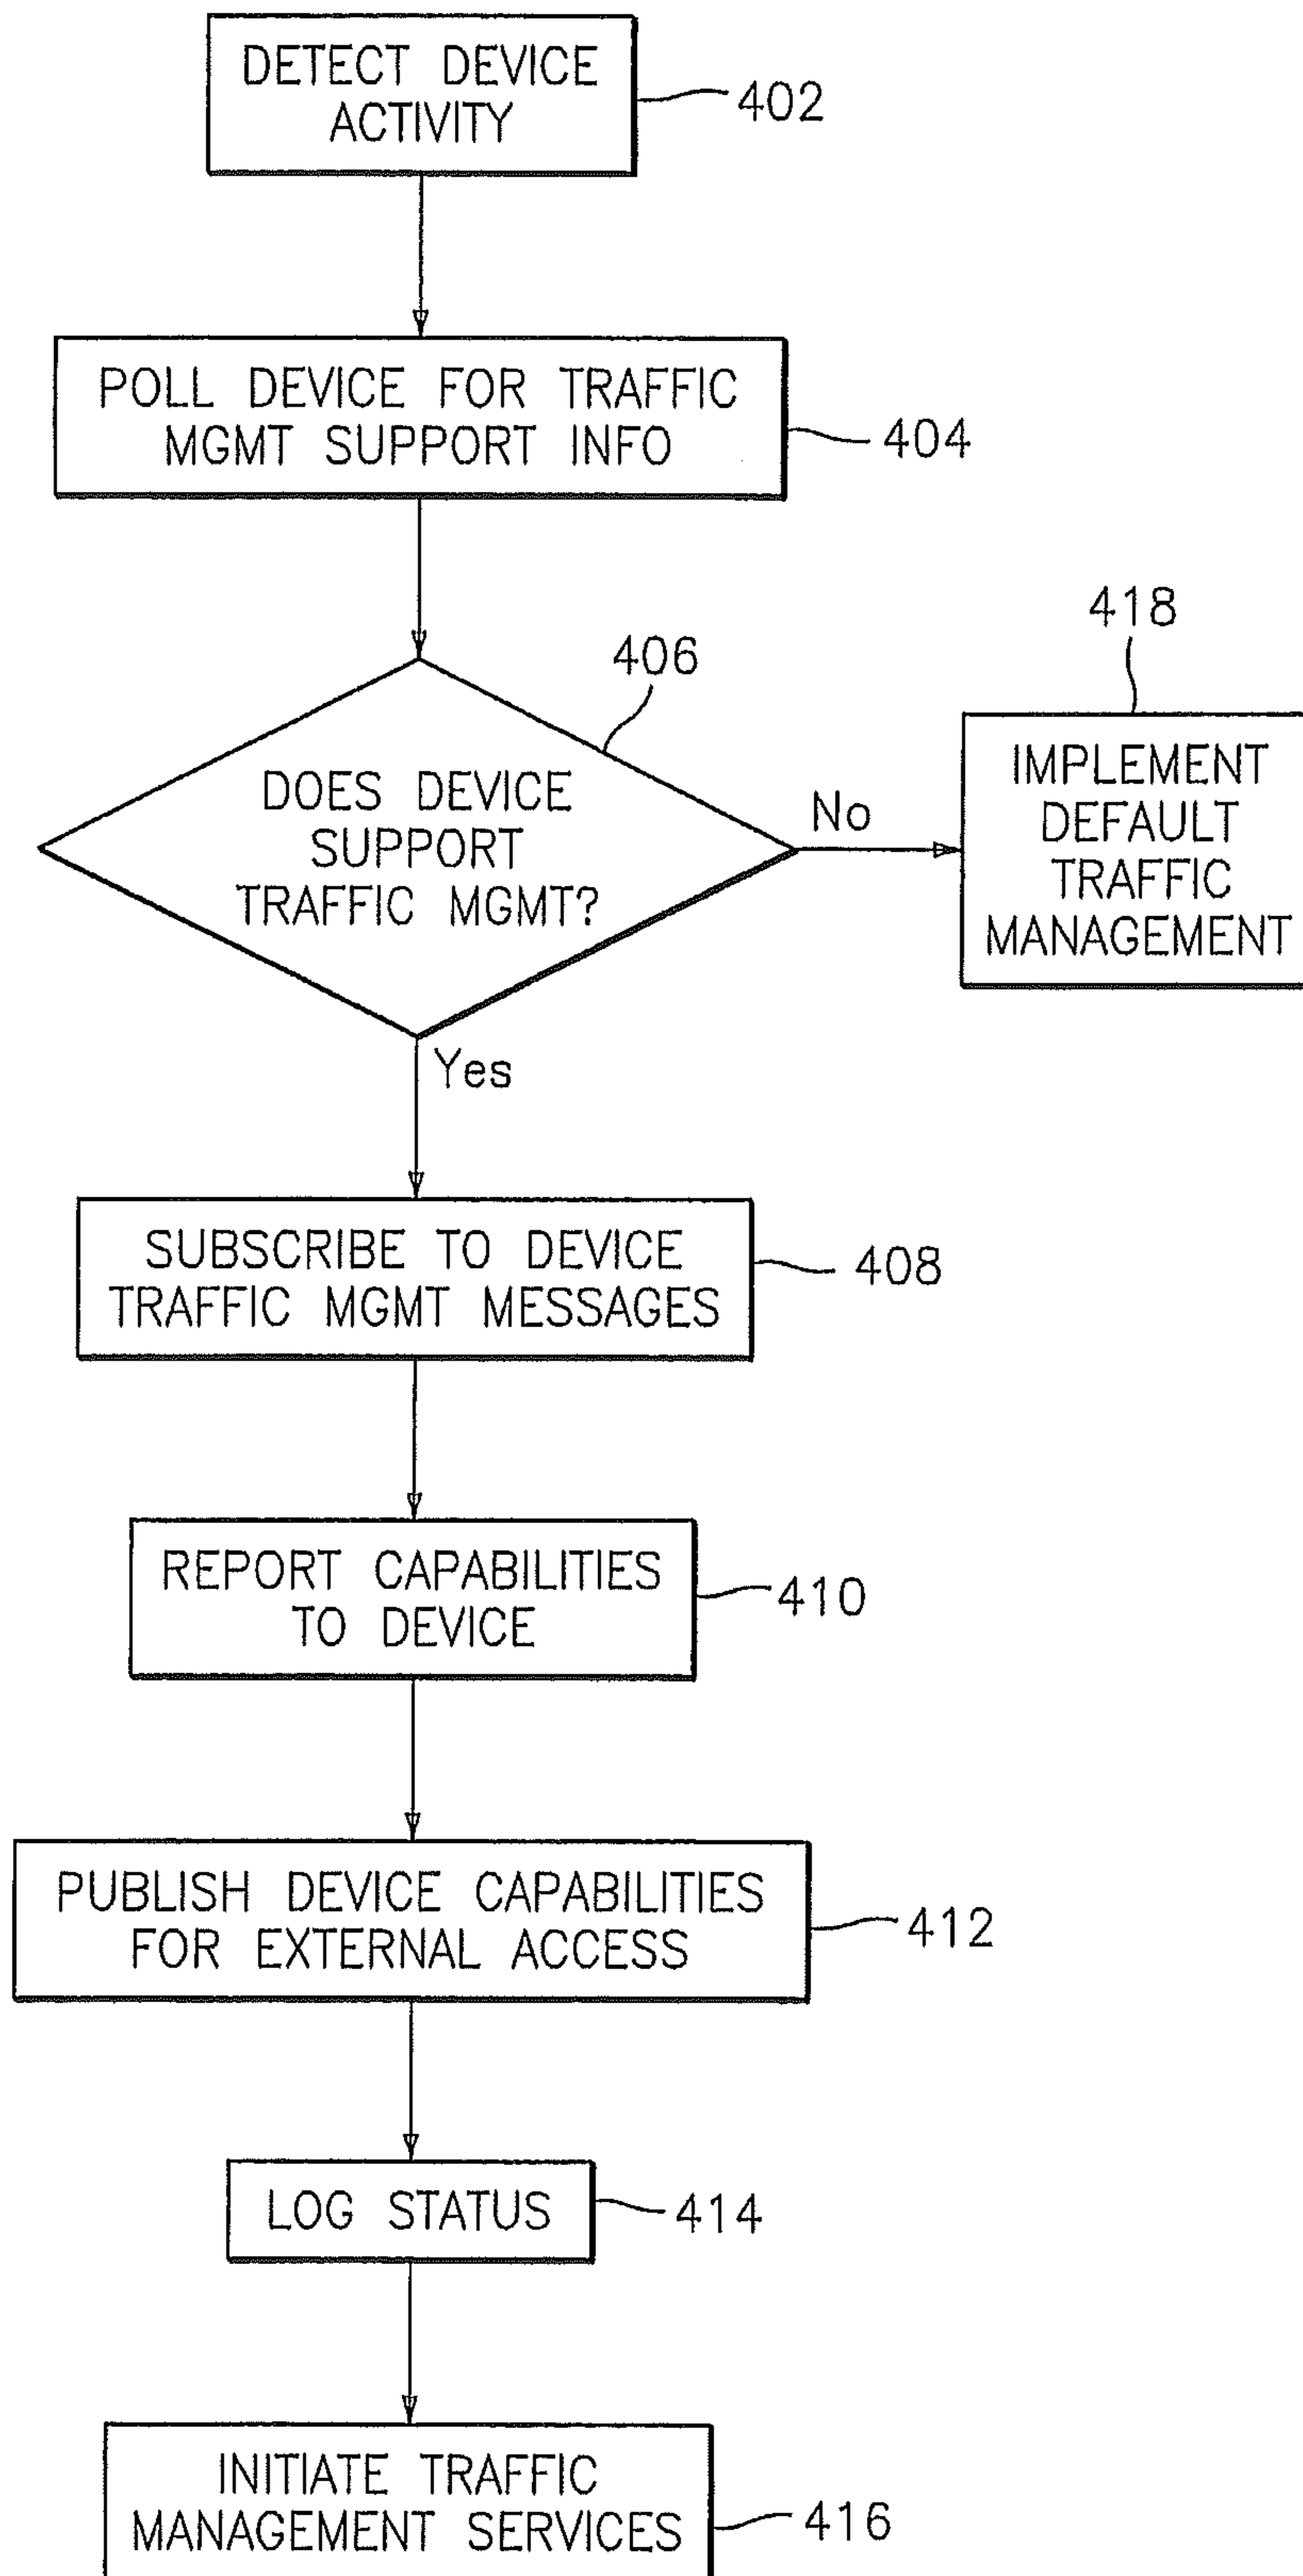 DETECT DEVICE
ACTIVITY
402
POLL DEVICE FOR TRAFFIC
MGMT SUPPORT INFO
404
406
DOES DEVICE
SUPPORT
TRAFFIC MGMT?
No
418
IMPLEMENT
DEFAULT
TRAFFIC
MANAGEMENT
Yes
SUBSCRIBE TO DEVICE
TRAFFIC MGMT MESSAGES
408
REPORT CAPABILITIES
TO DEVICE
410
PUBLISH DEVICE CAPABILITIES
FOR EXTERNAL ACCESS
412
LOG STATUS
414
INITIATE TRAFFIC
MANAGEMENT SERVICES
416